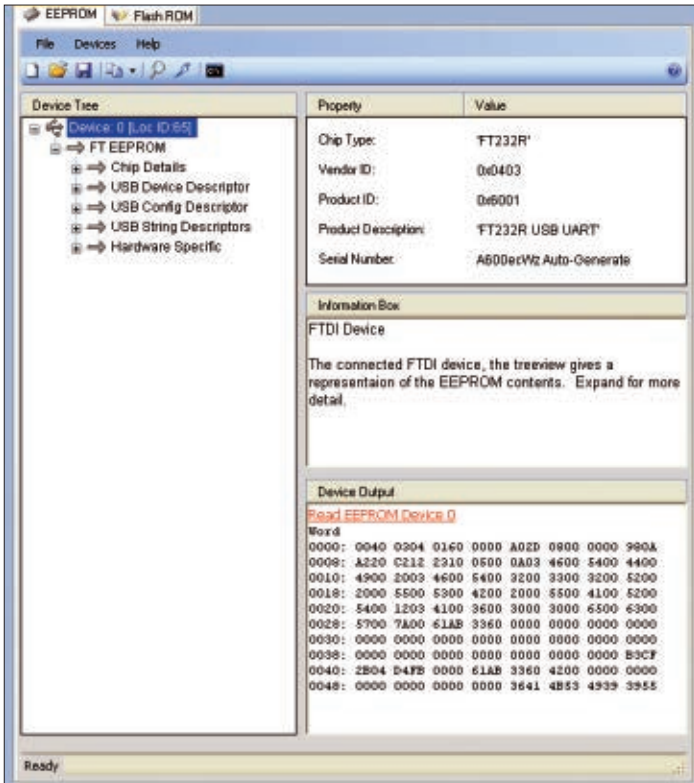 EEPROM Flash ROM
File Devices Help
Device Tree
Device: 0 [Loc ID:65]
FT EEPROM
Chip Details
USB Device Descriptor
USB Config Descriptor
USB String Descriptors
Hardware Specific
Property Value
Chip Type: 'FT232R'
Vendor ID: 0x0403
Product ID: 0x6001
Product Description: 'FT232R USB UART'
Serial Number: A600ecWz Auto-Generate
Information Box
FTDI Device
The connected FTDI device, the treeview gives a
representaion of the EEPROM contents. Expand for more
detail.
Device Output
Read EEPROM Device 0
Word
0000: 0040 0304 0160 0000 A02D 0800 0000 980A
0008: A220 C212 2310 0500 0A03 4600 5400 4400
0010: 4900 2003 4600 5400 3200 3300 3200 5200
0018: 2000 5500 5300 4200 2000 5500 4100 5200
0020: 5400 1203 4100 3600 3000 3000 6500 6300
0028: 5700 7A00 61AB 3360 0000 0000 0000 0000
0030: 0000 0000 0000 0000 0000 0000 0000 0000
0038: 0000 0000 0000 0000 0000 0000 0000 B3CF
0040: 2B04 D4FB 0000 61AB 3360 4200 0000 0000
0048: 0000 0000 0000 0000 3641 4B53 4939 3955
Ready